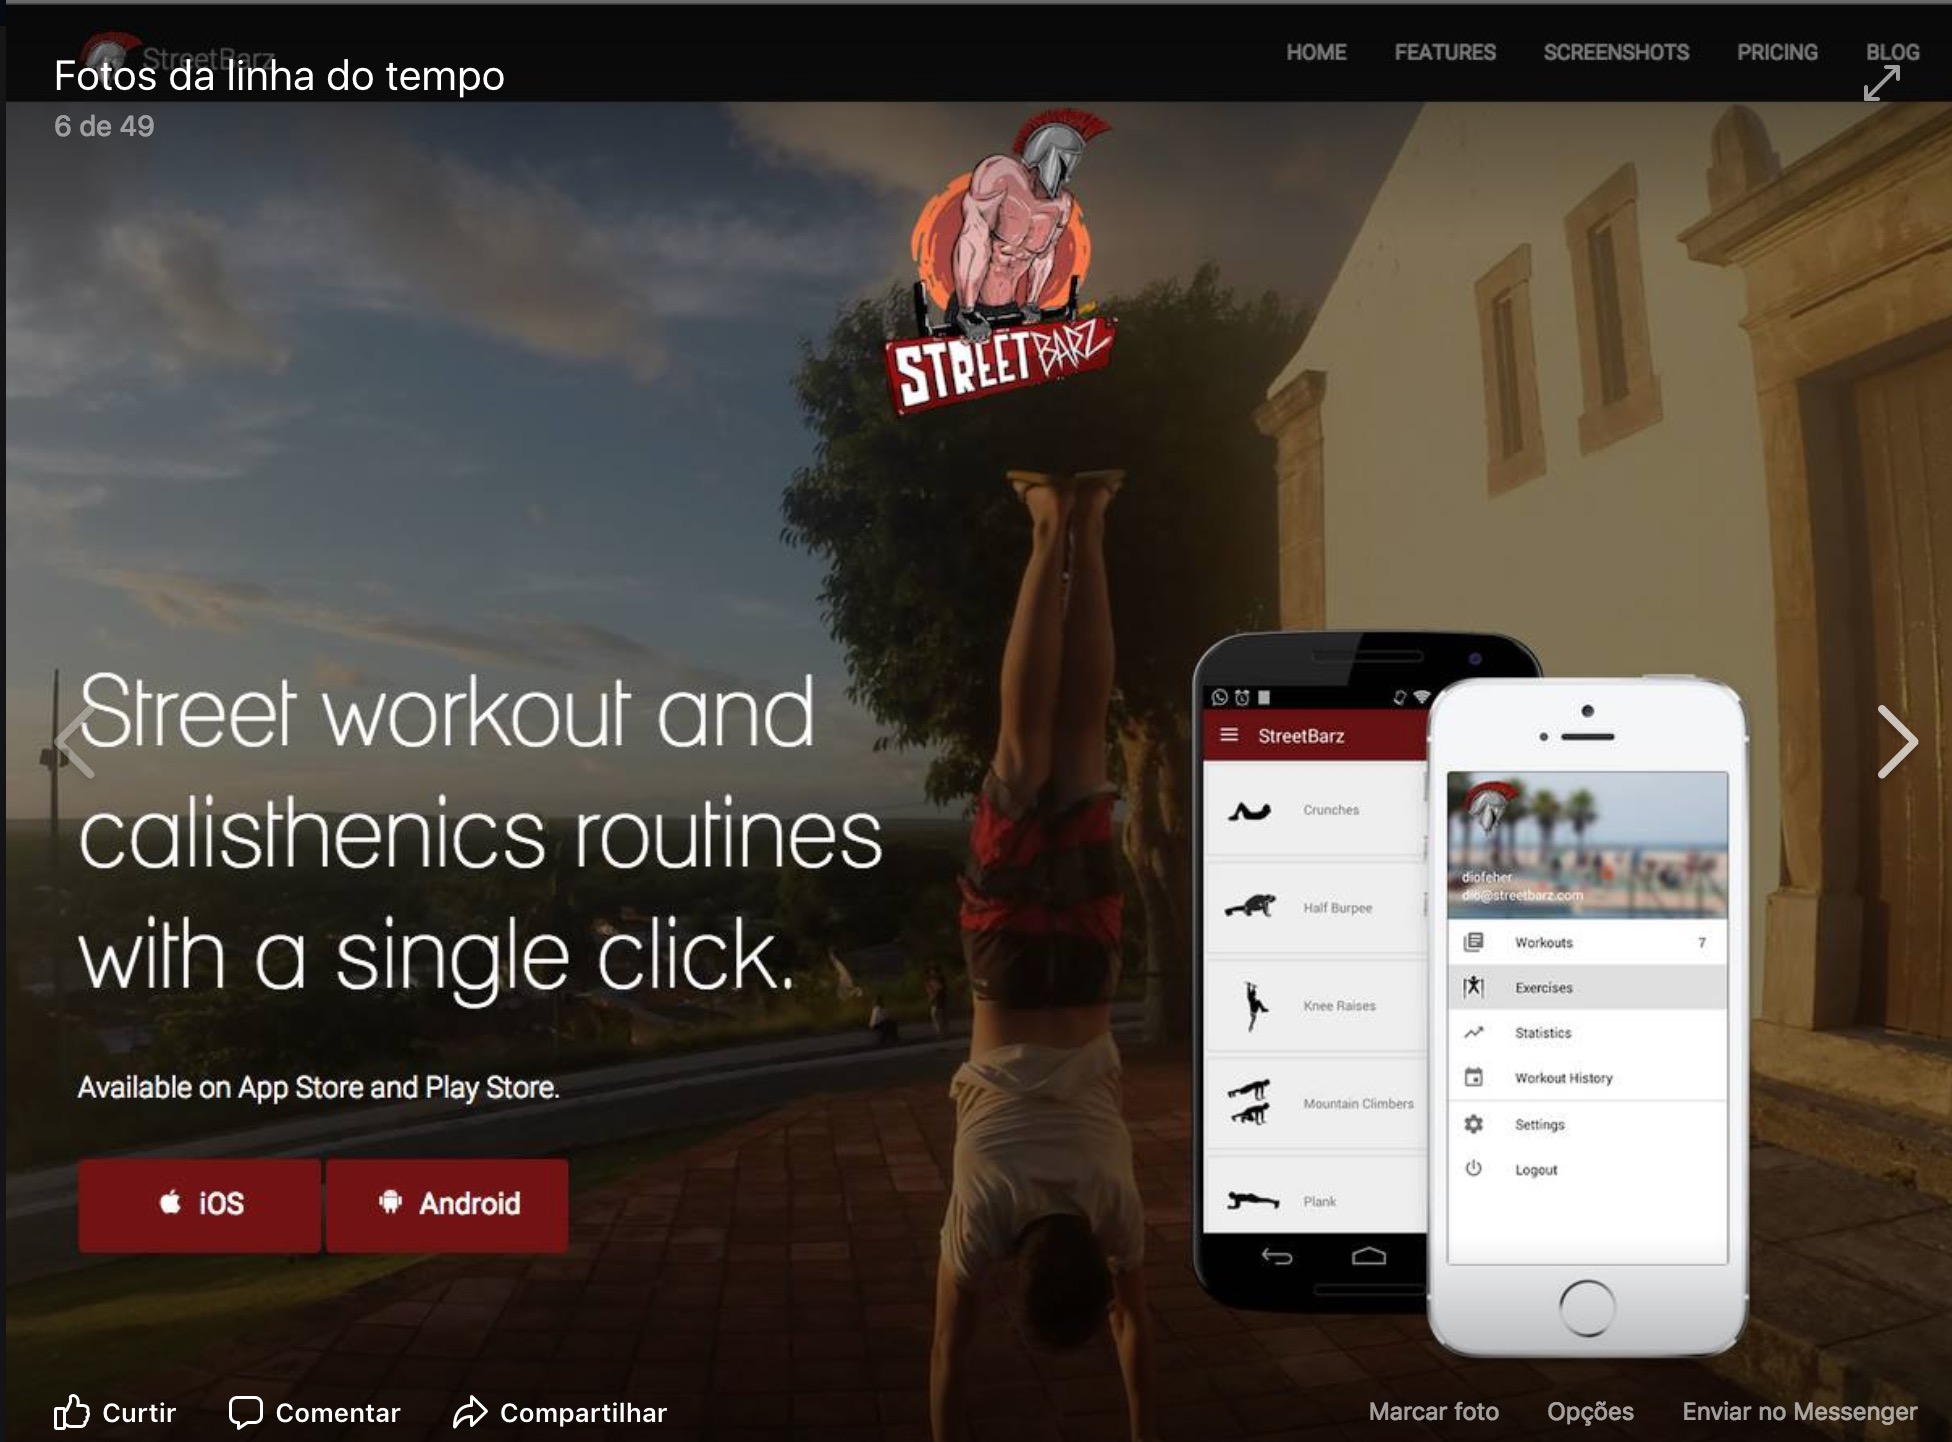 StreetBarz
Fotos da linha do tempo
6 de 49
HOME FEATURES SCREENSHOTS PRICING BLOG
STREET BARZ
Street workout and
calisthenics routines
with a single click.
Available on App Store and Play Store.
iOS Android
StreetBarz
Crunches
Half Burpee
Knee Raises
Mountain Climbers
Plank
diofeher
dio@streetbarz.com
Workouts 7
Exercises
Statistics
Workout History
Settings
Logout
Curtir Comentar Compartilhar
Marcar foto Opções Enviar no Messenger